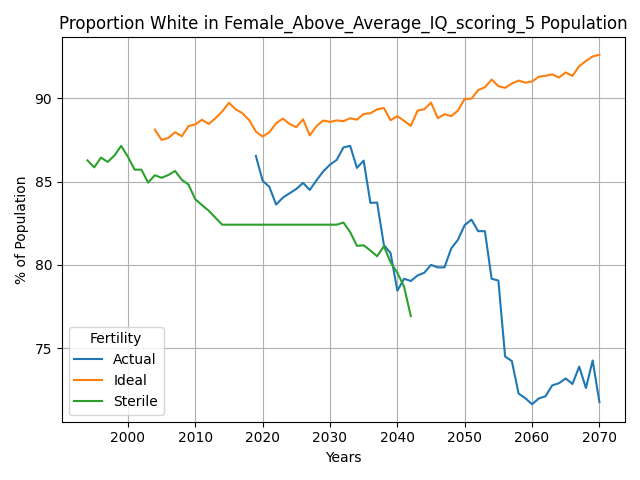 Proportion White in Female_Above_Average_IQ_scoring_5 Population
% of Population
90
85
80
75
Fertility
Actual
Ideal
Sterile
2000 2010 2020 2030 2040 2050 2060 2070
Years